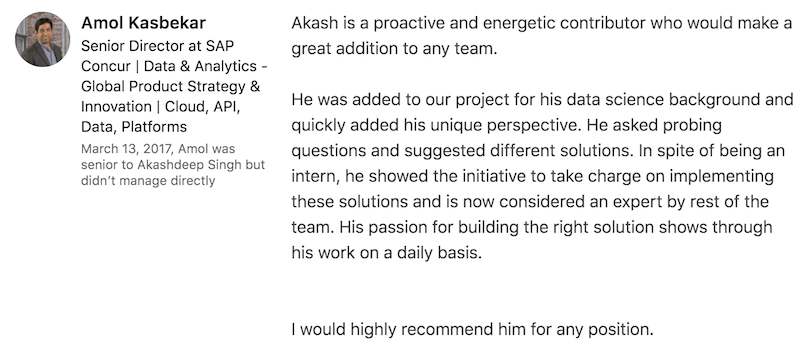 Amol Kasbekar
Senior Director at SAP
Concur | Data & Analytics -
Global Product Strategy &
Innovation | Cloud, API,
Data, Platforms
March 13, 2017, Amol was
senior to Akashdeep Singh but
didn't manage directly
Akash is a proactive and energetic contributor who would make a
great addition to any team.
He was added to our project for his data science background and
quickly added his unique perspective. He asked probing
questions and suggested different solutions. In spite of being an
intern, he showed the initiative to take charge on implementing
these solutions and is now considered an expert by rest of the
team. His passion for building the right solution shows through
his work on a daily basis.
I would highly recommend him for any position.